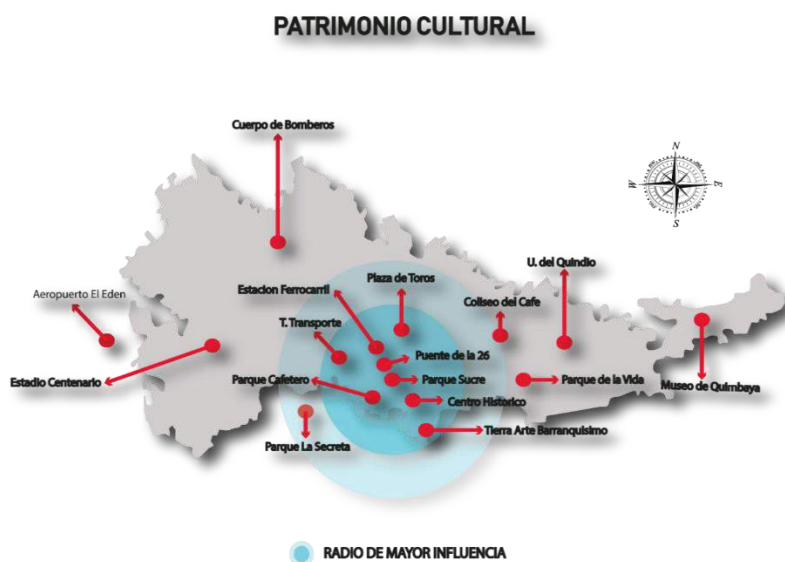 PATRIMONIO CULTURAL
Cuerpo de Bomberos
N
W
E
S
U. del Quindio
Plaza de Toros
Estacion Ferrocarril
Aeropuerto El Eden
Coliseo del Cafe
T. Transporte
Puente de la 26
Estadio Centenario
Parque Cafetero
Parque Sucre
Parque de la Vida
Museo de Quimbaya
Centro Historico
Tierra Arte Barranquisimo
Parque La Secreta
RADIO DE MAYOR INFLUENCIA